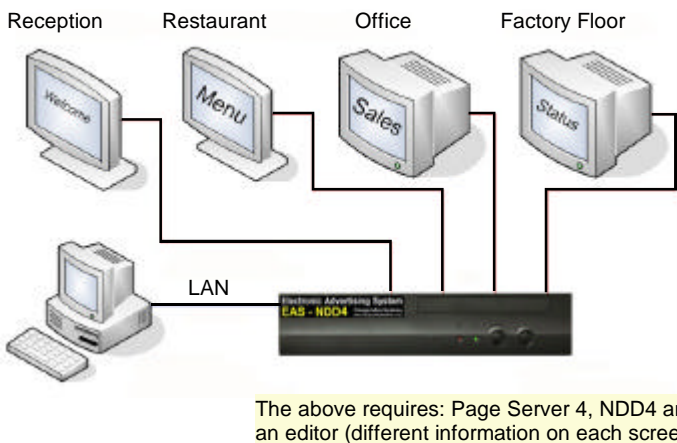 Reception Restaurant Office Factory Floor
Welcome Menu Sales Status
LAN
Electronic Advertising System
EAS - NDD4
The above requires: Page Server 4, NDD4 an
an editor (different information on each scree